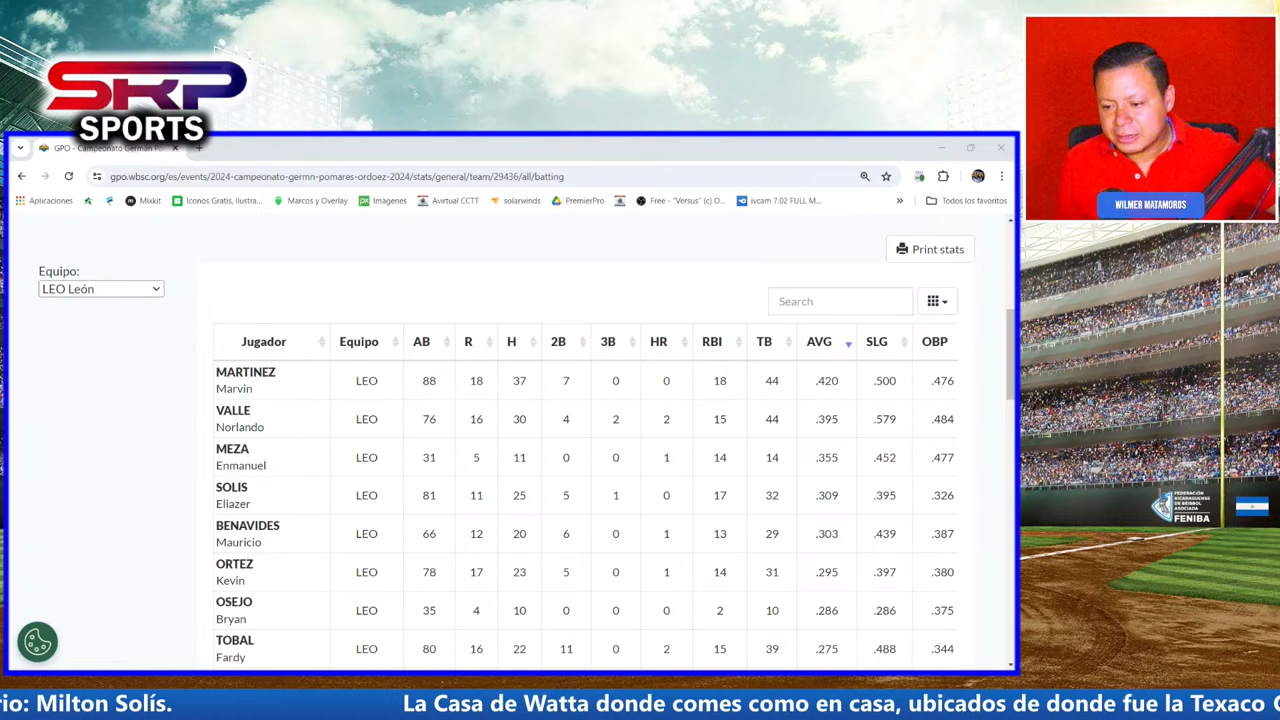 SKP
SPORTS
GPO - Campeonato Germán P
gpo.wbsc.org/es/events/2024-campeonato-germn-pomares-ordoez-2024/stats/general/team/29436/all/batting
Aplicaciones
Mixkit
Iconos Gratis, Ilustra...
Marcos y Overlay
Imagenes
Avirtual CCTT
solarwinds
PremierPro
Free - "Versus" (c) O...
ivcam 7.02 FULL M...
»
Todos los favoritos
WILMER MATAMOROS
Print stats
Equipo:
LEO León
Search
Jugador Equipo AB R H 2B 3B HR RBI TB AVG SLG OBP
MARTINEZ
Marvin LEO 88 18 37 7 0 0 18 44 .420 .500 .476
VALLE
Norlando LEO 76 16 30 4 2 2 15 44 .395 .579 .484
MEZA
Enmanuel LEO 31 5 11 0 0 1 14 14 .355 .452 .477
SOLIS
Eliazer LEO 81 11 25 5 1 0 17 32 .309 .395 .326
BENAVIDES
Mauricio LEO 66 12 20 6 0 1 13 29 .303 .439 .387
ORTEZ
Kevin LEO 78 17 23 5 0 1 14 31 .295 .397 .380
OSEJO
Bryan LEO 35 4 10 0 0 0 2 10 .286 .286 .375
TOBAL
Fardy LEO 80 16 22 11 0 2 15 39 .275 .488 .344
FEDERACIÓN
NICARAGÜENSE
DE BÉISBOL
ASOCIADA
FENIBA
rio: Milton Solís. La Casa de Watta donde comes como en casa, ubicados de donde fue la Texaco